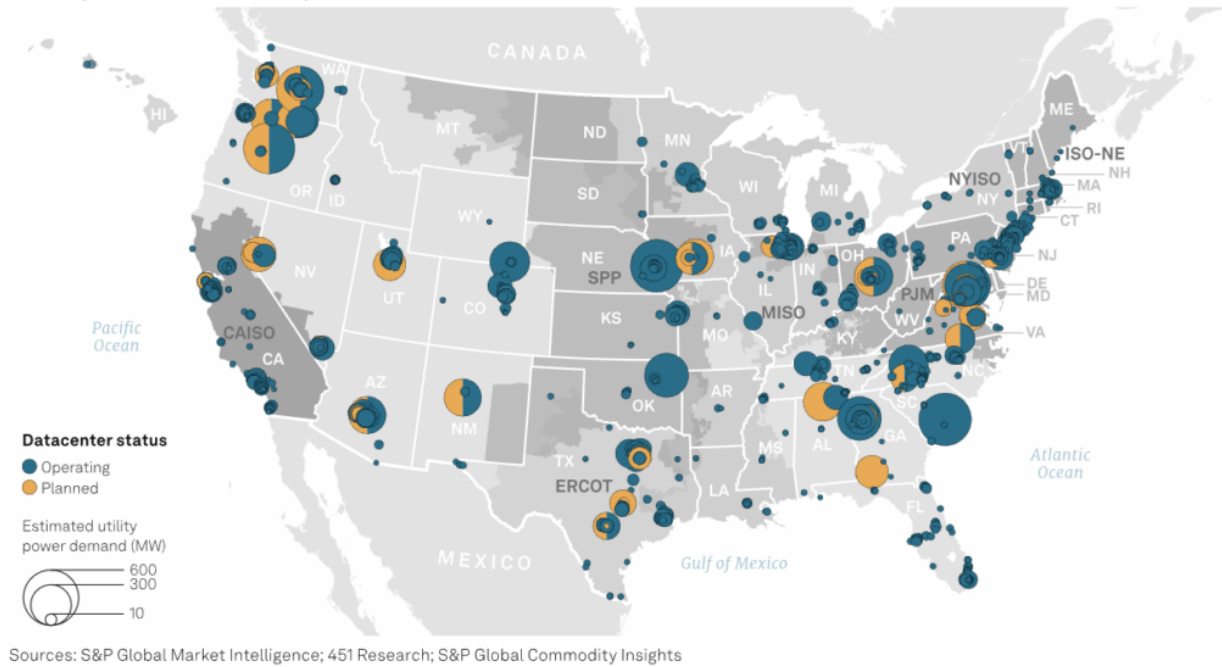 CANADA
WA
HI
MT
ND
MN
ME
VT
ISO-NE
NH
NYISO
MA
NY
RI
CT
OR
ID
SD
WI
MI
WY
NE
SPP
IA
PA
NJ
NV
UT
CO
IL
IN
OH
PJM
DE
MD
WV
VA
Pacific
Ocean
CAISO
CA
KS
MO
MISO
KY
AZ
NM
OK
AR
TN
NC
SC
MS
AL
GA
TX
ERCOT
LA
FL
Atlantic
Ocean
Gulf of Mexico
MEXICO
Datacenter status
Operating
Planned
Estimated utility
power demand (MW)
600
300
10
Sources: S&P Global Market Intelligence; 451 Research; S&P Global Commodity Insights